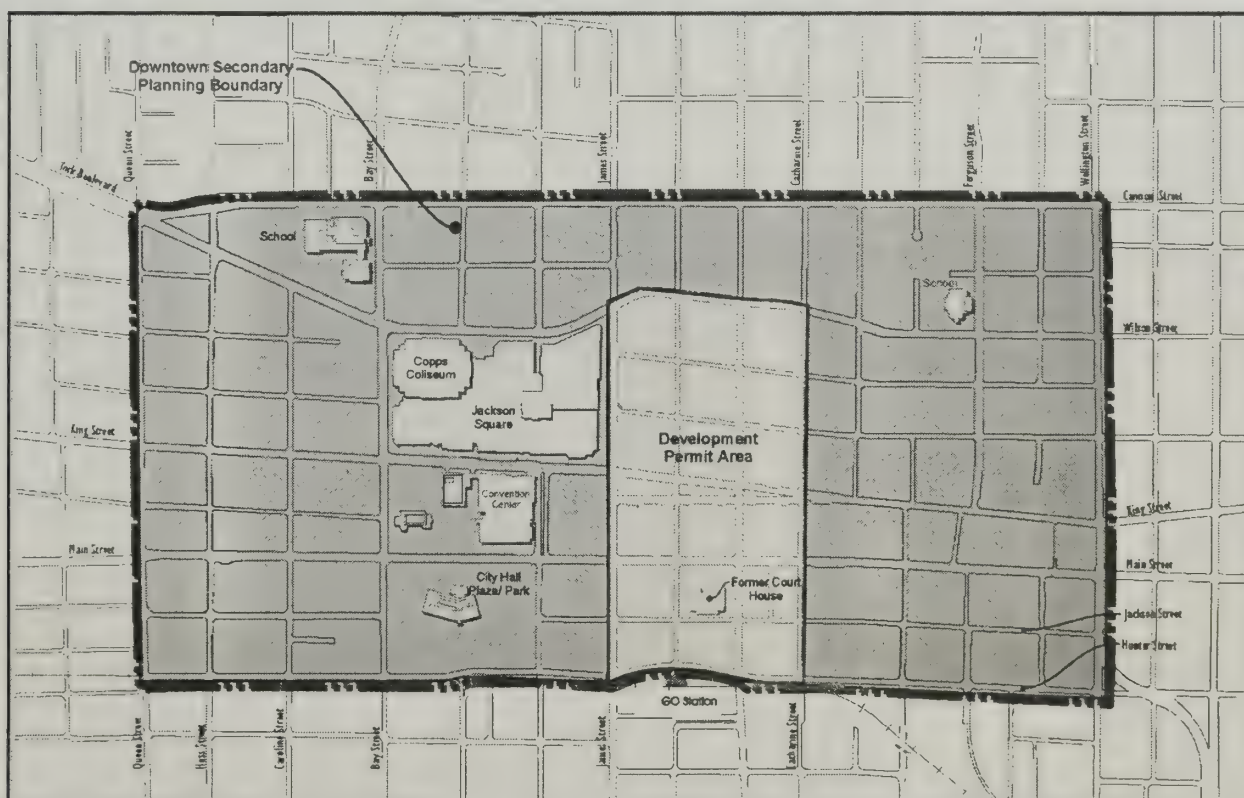 Downtown Secondary
Planning Boundary
Queen Street
York Boulevard
Bay Street
James Street
Catharine Street
Ferguson Street
Wellington Street
Cannon Street
School
School
Wilson Street
Copps
Coliseum
Jackson
Square
King Street
Development
Permit Area
Convention
Center
King Street
Main Street
City Hall
Plaza/ Park
Former Court
House
Main Street
Jackson Street
Hunter Street
GO Station
Queen Street
Hess Street
Caroline Street
Bay Street
James Street
Catharine Street